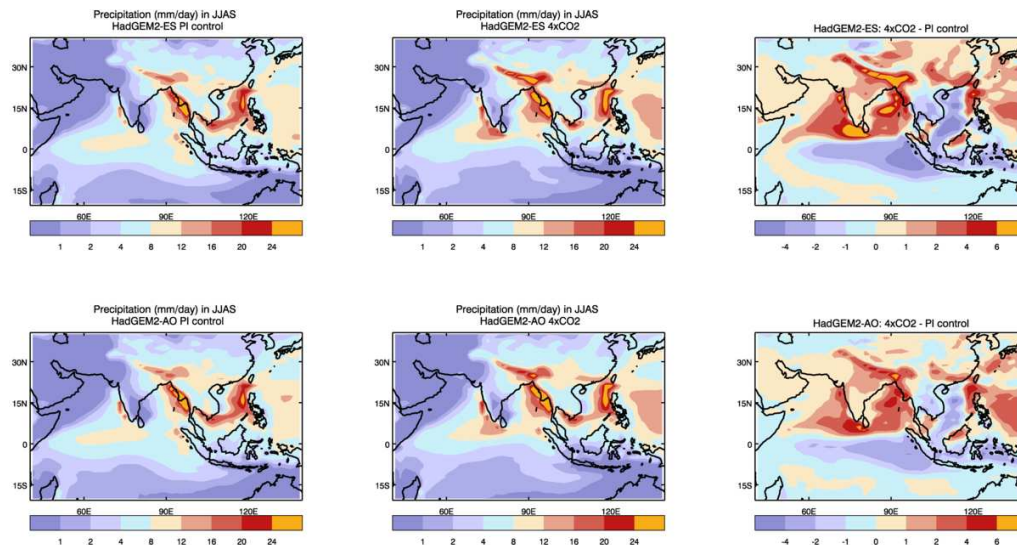 Precipitation (mm/day) in JJAS
HadGEM2-ES PI control
30N
15N
0
15S
60E 90E 120E
1 2 4 8 12 16 20 24
Precipitation (mm/day) in JJAS
HadGEM2-ES 4xCO2
30N
15N
0
15S
60E 90E 120E
1 2 4 8 12 16 20 24
HadGEM2-ES: 4xCO2 - PI control
30N
15N
0
15S
60E 90E 120E
-4 -2 -1 0 1 2 4 6
Precipitation (mm/day) in JJAS
HadGEM2-AO PI control
30N
15N
0
15S
60E 90E 120E
1 2 4 8 12 16 20 24
Precipitation (mm/day) in JJAS
HadGEM2-AO 4xCO2
30N
15N
0
15S
60E 90E 120E
1 2 4 8 12 16 20 24
HadGEM2-AO: 4xCO2 - PI control
30N
15N
0
15S
60E 90E 120E
-4 -2 -1 0 1 2 4 6